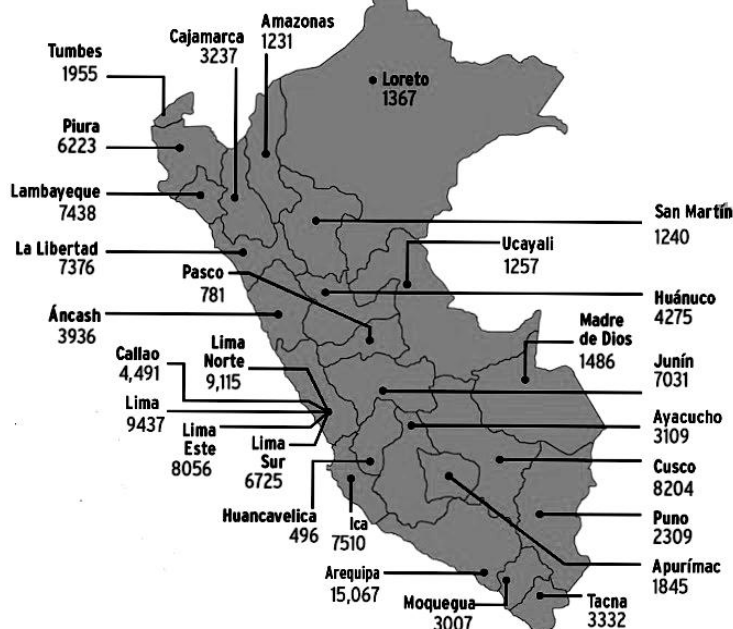 Amazonas
1231
Cajamarca
3237
Tumbes
1955
Loreto
1367
Piura
6223
Lambayeque
7438
San Martín
1240
La Libertad
7376
Ucayali
1257
Pasco
781
Huánuco
4275
Áncash
3936
Madre
de Dios
1486
Callao
4,491
Lima
Norte
9,115
Junín
7031
Lima
9437
Ayacucho
3109
Lima
Este
8056
Lima
Sur
6725
Cusco
8204
Huancavelica
496
Ica
7510
Puno
2309
Arequipa
15,067
Apurímac
1845
Moquegua
3007
Tacna
3332